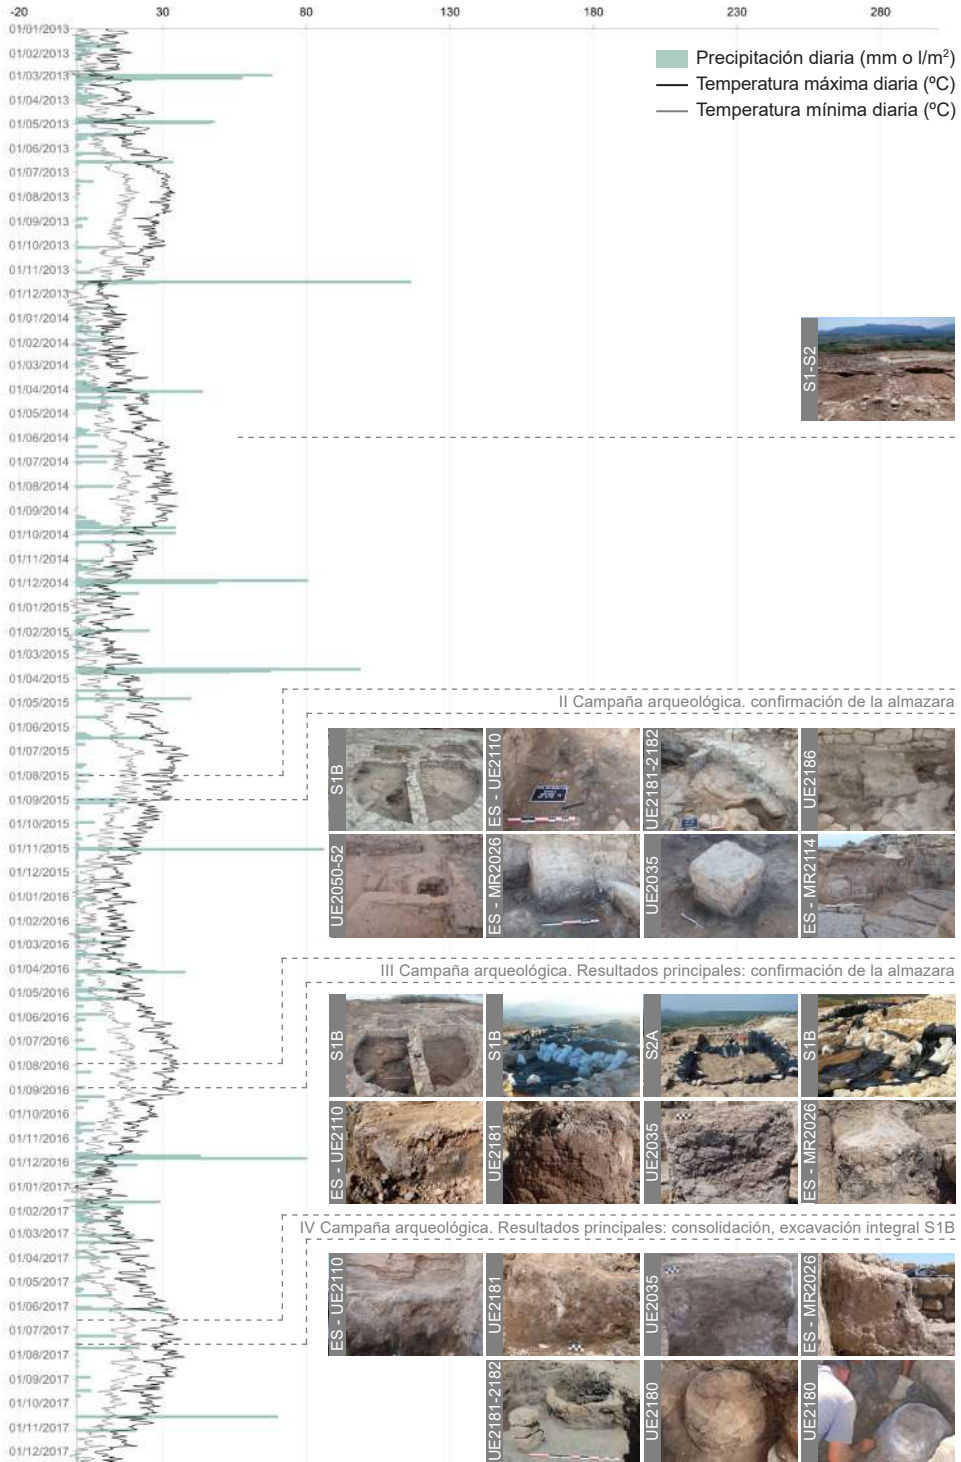 -20 30 80 130 180 230 280
01/01/2013
01/02/2013
01/03/2013
01/04/2013
01/05/2013
01/06/2013
01/07/2013
01/08/2013
01/09/2013
01/10/2013
01/11/2013
01/12/2013
01/01/2014
01/02/2014
01/03/2014
01/04/2014
01/05/2014
01/06/2014
01/07/2014
01/08/2014
01/09/2014
01/10/2014
01/11/2014
01/12/2014
01/01/2015
01/02/2015
01/03/2015
01/04/2015
01/05/2015
01/06/2015
01/07/2015
01/08/2015
01/09/2015
01/10/2015
01/11/2015
01/12/2015
01/01/2016
01/02/2016
01/03/2016
01/04/2016
01/05/2016
01/06/2016
01/07/2016
01/08/2016
01/09/2016
01/10/2016
01/11/2016
01/12/2016
01/01/2017
01/02/2017
01/03/2017
01/04/2017
01/05/2017
01/06/2017
01/07/2017
01/08/2017
01/09/2017
01/10/2017
01/11/2017
01/12/2017
Precipitación diaria (mm o l/m²)
Temperatura máxima diaria (ºC)
Temperatura mínima diaria (ºC)
S1-S2
II Campaña arqueológica. confirmación de la almazara
S1B
ES - UE2110
UE2181-2182
UE2186
UE2050-52
ES - MR2026
UE2035
ES - MR2114
III Campaña arqueológica. Resultados principales: confirmación de la almazara
S1B
S1B
S2A
S1B
ES - UE2110
UE2181
UE2035
ES - MR2026
IV Campaña arqueológica. Resultados principales: consolidación, excavación integral S1B
ES - UE2110
UE2181
UE2035
ES - MR2026
UE2181-2182
UE2180
UE2180